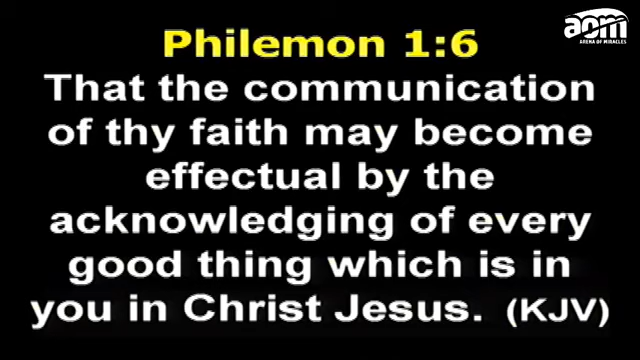 aom
ARENA OF MIRACLES
Philemon 1:6
That the communication
of thy faith may become
effectual by the
acknowledging of every
good thing which is in
you in Christ Jesus. (KJV)